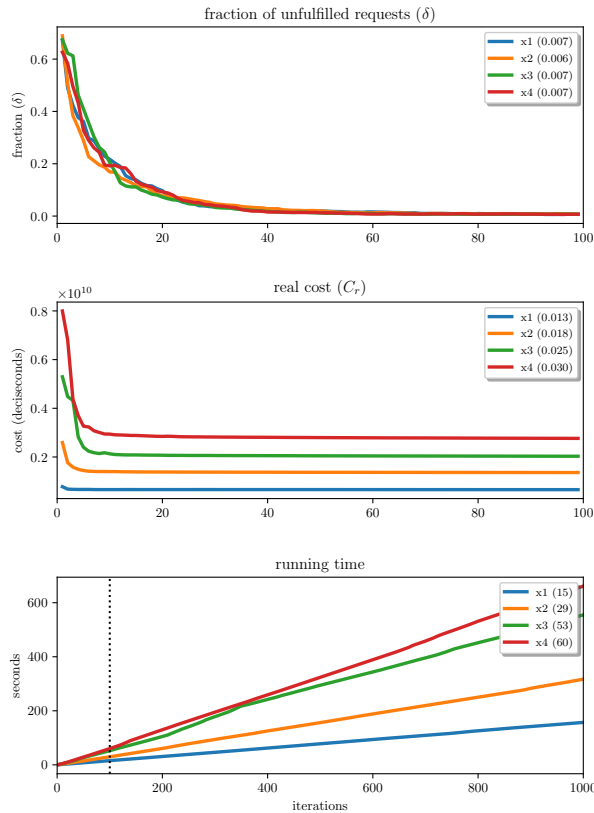 fraction of unfulfilled requests (δ)
fraction (δ)
0.6
0.4
0.2
0.0
x1 (0.007)
x2 (0.006)
x3 (0.007)
x4 (0.007)
0 20 40 60 80 100
real cost (C_r)
×10^10
cost (deciseconds)
0.8
0.6
0.4
0.2
x1 (0.013)
x2 (0.018)
x3 (0.025)
x4 (0.030)
0 20 40 60 80 100
running time
seconds
600
400
200
0
x1 (15)
x2 (29)
x3 (53)
x4 (60)
0 200 400 600 800 1000
iterations